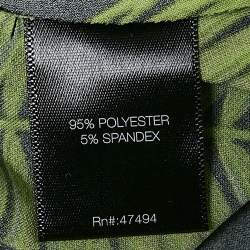 95% POLYESTER
5% SPANDEX
Rn#:47494